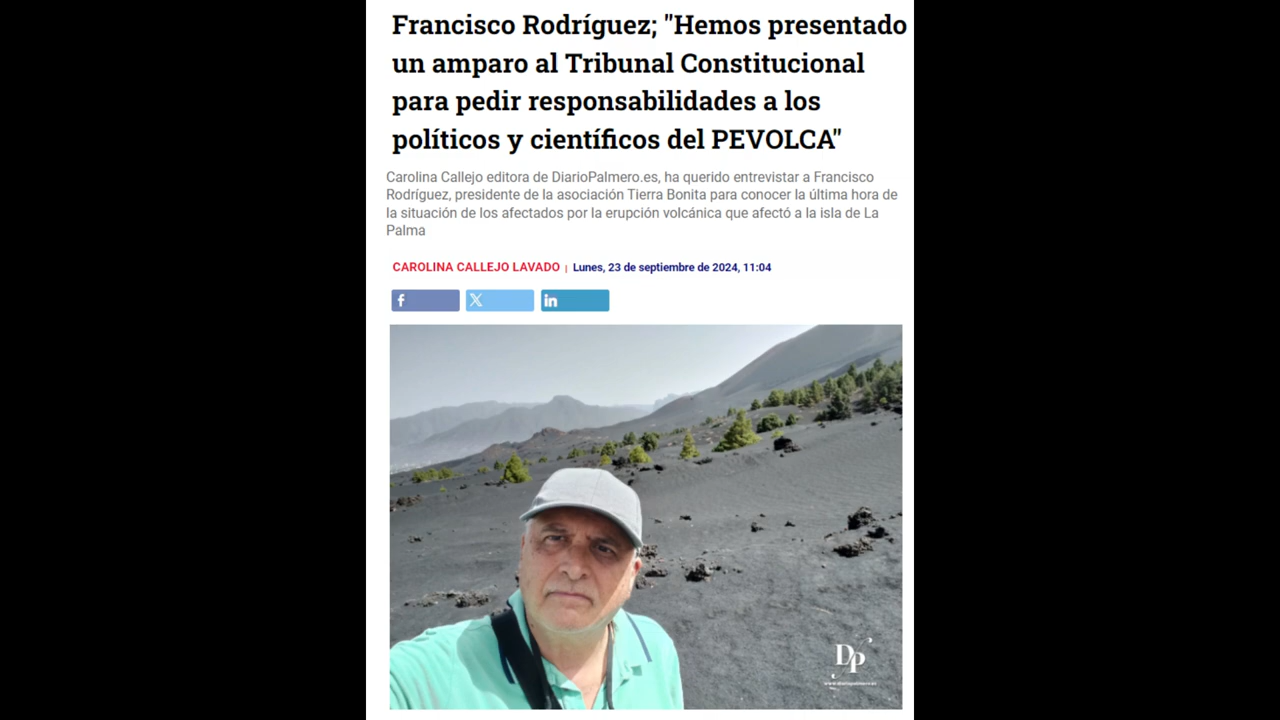 Francisco Rodríguez; "Hemos presentado
un amparo al Tribunal Constitucional
para pedir responsabilidades a los
políticos y científicos del PEVOLCA"
Carolina Callejo editora de DiarioPalmero.es, ha querido entrevistar a Francisco
Rodríguez, presidente de la asociación Tierra Bonita para conocer la última hora de
la situación de los afectados por la erupción volcánica que afectó a la isla de La
Palma
CAROLINA CALLEJO LAVADO | Lunes, 23 de septiembre de 2024, 11:04
f X in
DP
www.diariopalmero.es